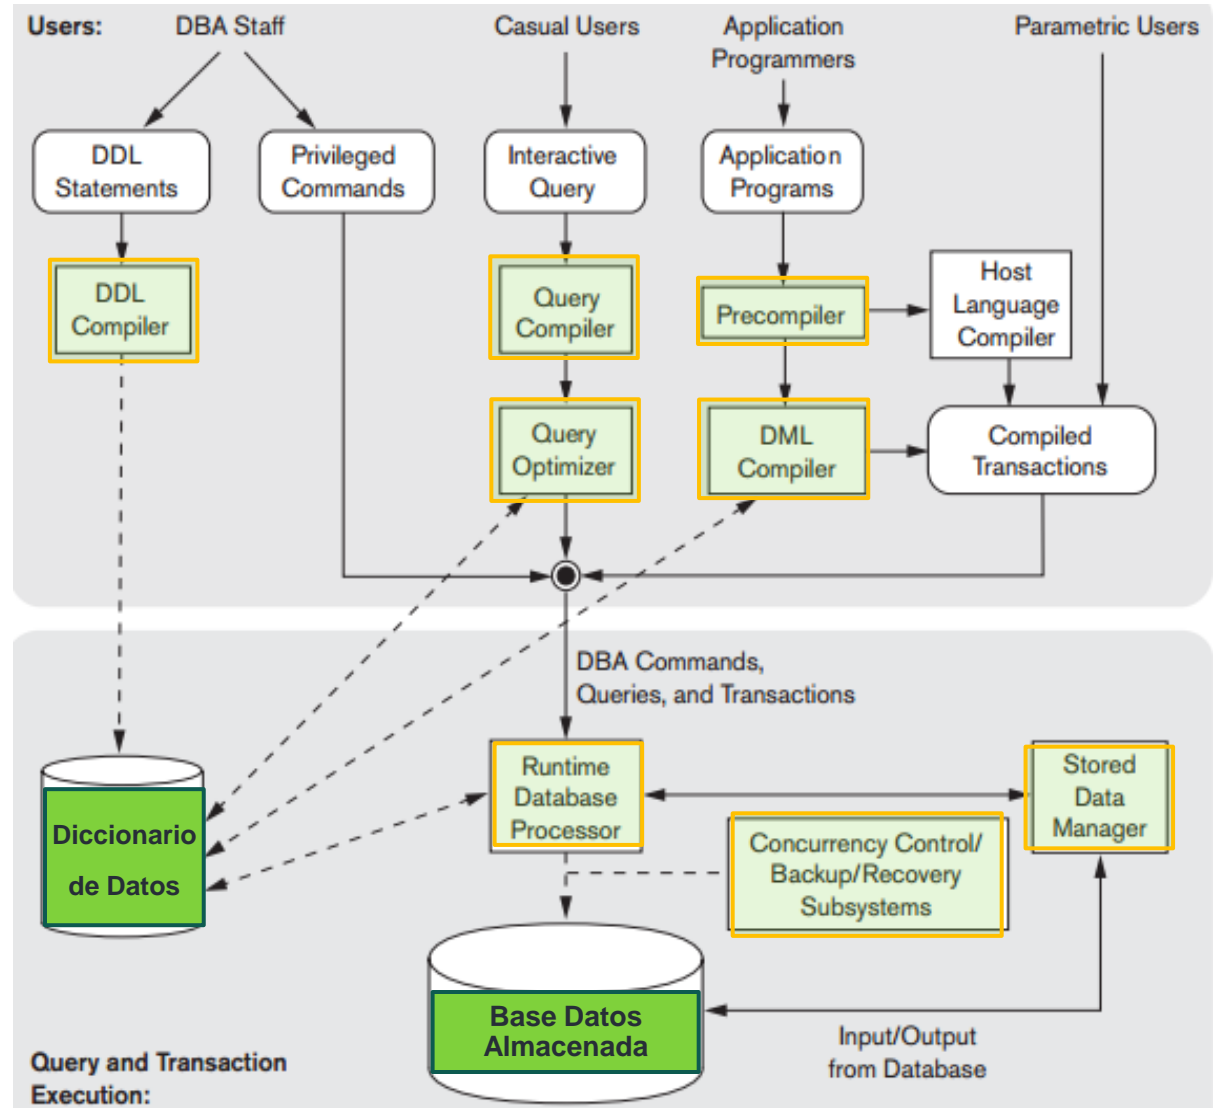 Users:
DBA Staff
Casual Users
Application
Programmers
Parametric Users
DDL
Statements
Privileged
Commands
Interactive
Query
Application
Programs
DDL
Compiler
Query
Compiler
Precompiler
Host
Language
Compiler
Query
Optimizer
DML
Compiler
Compiled
Transactions
DBA Commands,
Queries, and Transactions
Runtime
Database
Processor
Stored
Data
Manager
Diccionario
de Datos
Concurrency Control/
Backup/Recovery
Subsystems
Base Datos
Almacenada
Input/Output
from Database
Query and Transaction
Execution: